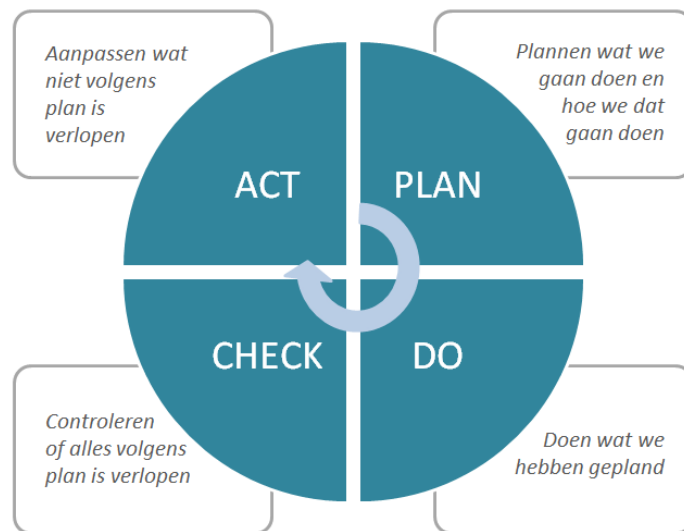 Aanpassen wat
niet volgens
plan is
verlopen
Plannen wat we
gaan doen en
hoe we dat
gaan doen
ACT
PLAN
CHECK
DO
Controleren
of alles volgens
plan is verlopen
Doen wat we
hebben gepland